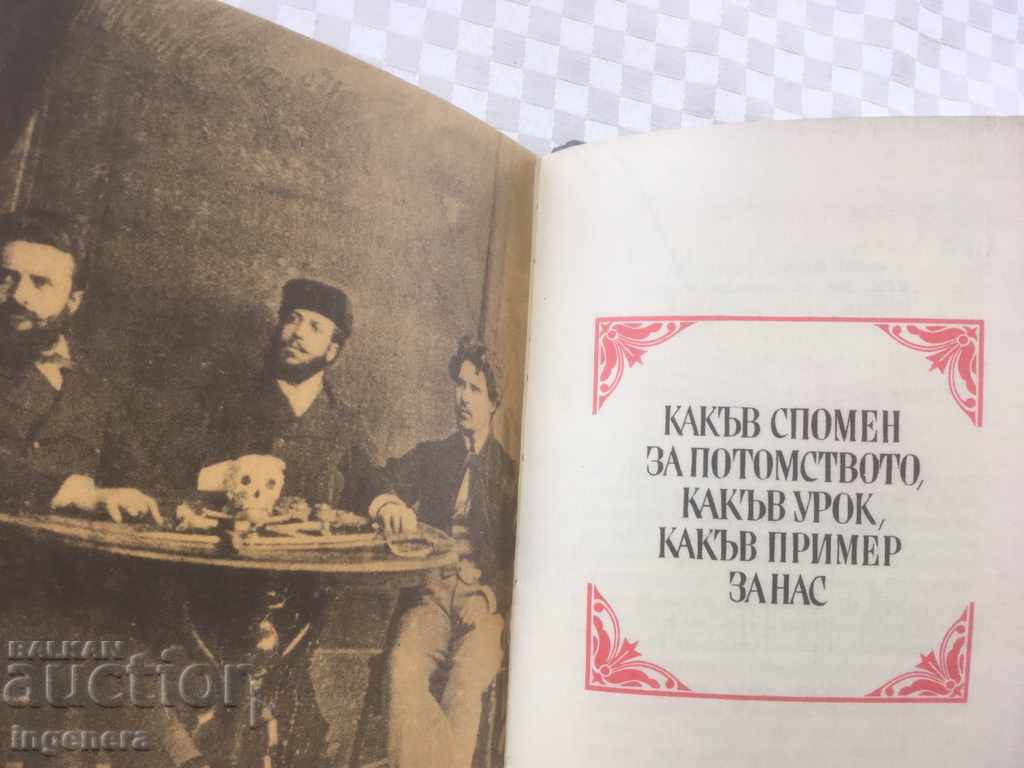 КАКЪВ СПОМЕН
ЗА ПОТОМСТВОТО,
КАКЪВ УРОК,
КАКЪВ ПРИМЕР
ЗА НАС
BALKAN
auction
ingenera